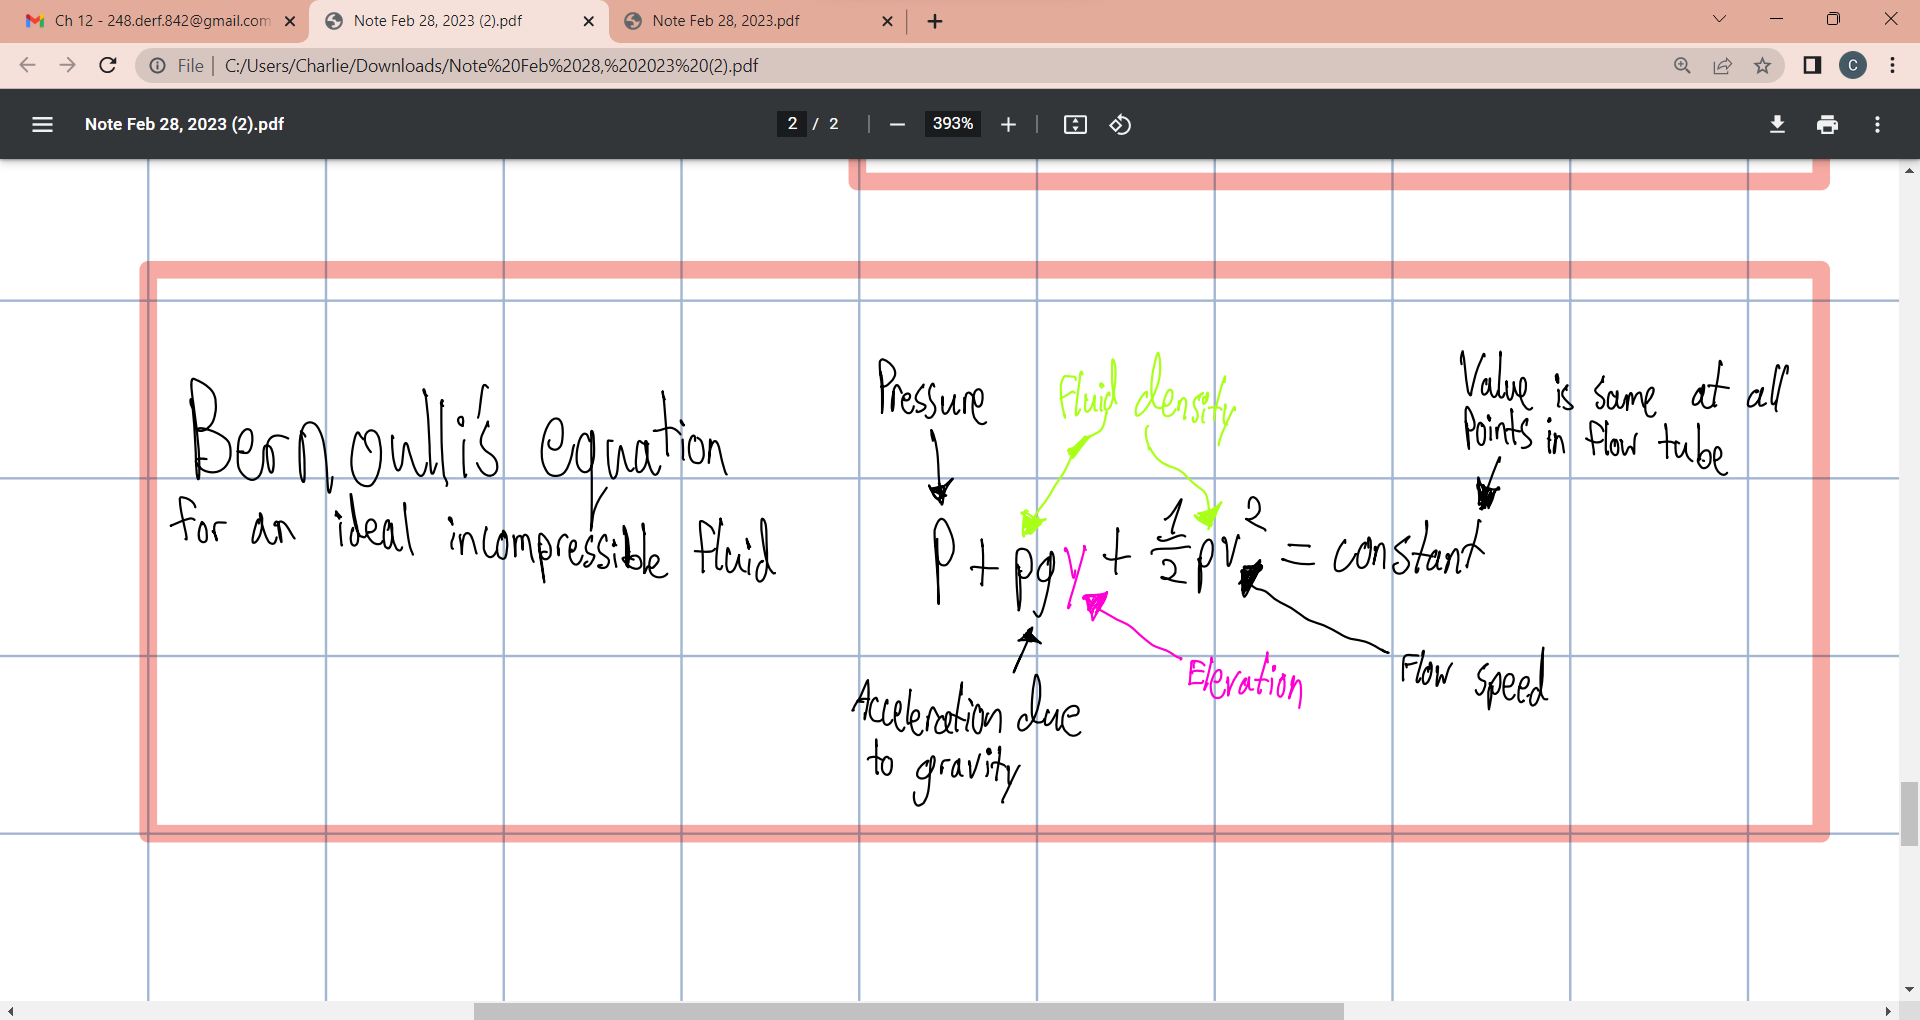 Ch 12 - 248.derf.842@gmail.com
Note Feb 28, 2023 (2).pdf
Note Feb 28, 2023.pdf
File
C:/Users/Charlie/Downloads/Note%20Feb%2028,%202023%20(2).pdf
C
Note Feb 28, 2023 (2).pdf
2 / 2
393%
Bernoulli's equation
for an ideal incompressible fluid
Pressure
Fluid density
Value is same at all
Points in flow tube
p + ρgy + 1/2 ρv² = constant
Elevation
Flow speed
Acceleration due
to gravity